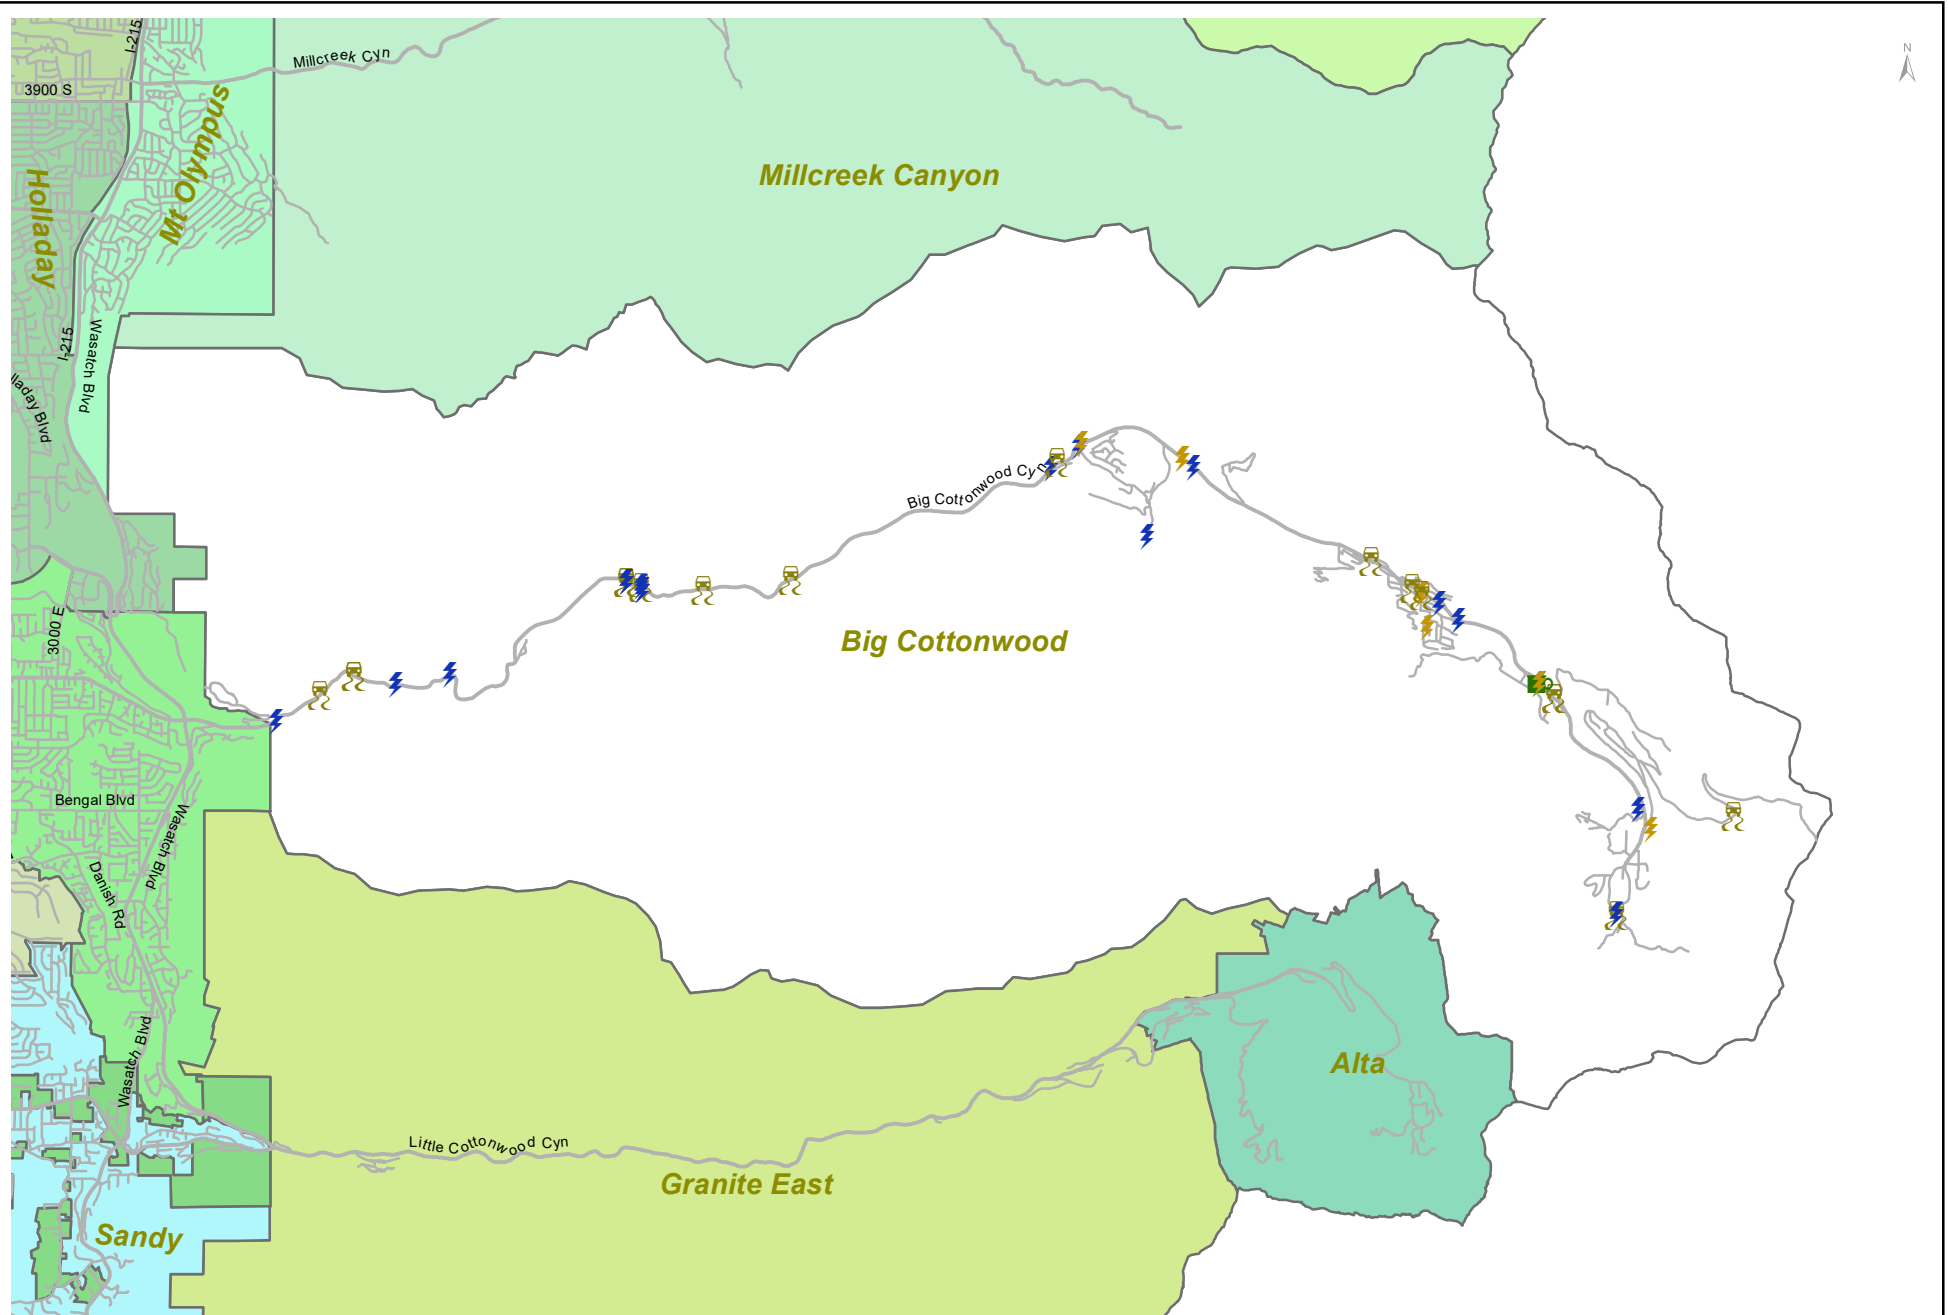 I-215
Millcreek Cyn
N
3900 S
Mt Olympus
Millcreek Canyon
Holladay
I-215
Wasatch Blvd
lladay Blvd
Big Cottonwood Cyn
3000 E
Big Cottonwood
Bengal Blvd
Wasatch Blvd
Danish Rd
Wasatch Blvd
Alta
Little Cottonwood Cyn
Granite East
Sandy